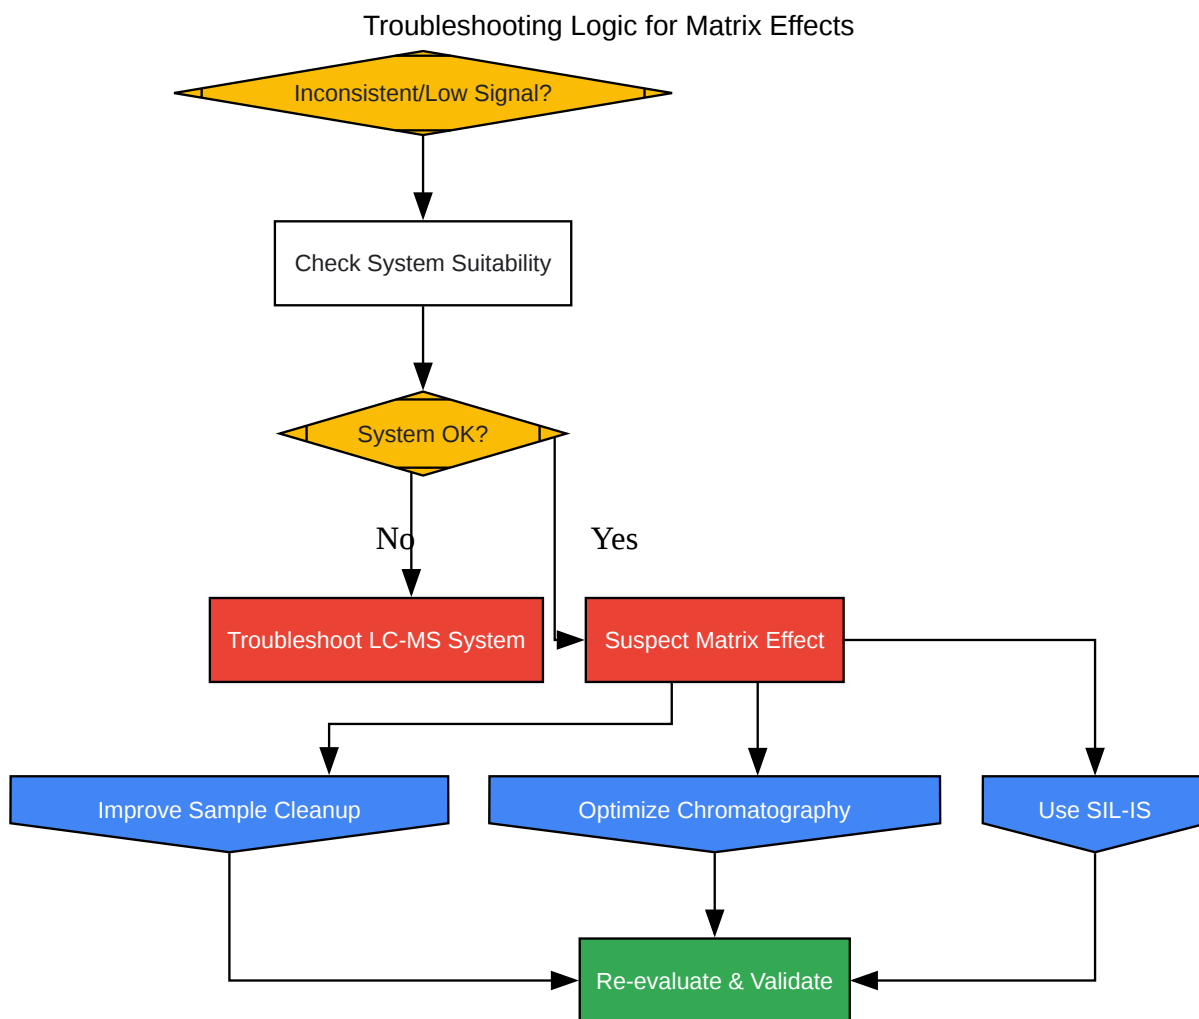 Troubleshooting Logic for Matrix Effects
Inconsistent/Low Signal?
Check System Suitability
System OK?
No
Yes
Troubleshoot LC-MS System
Suspect Matrix Effect
Improve Sample Cleanup
Optimize Chromatography
Use SIL-IS
Re-evaluate & Validate